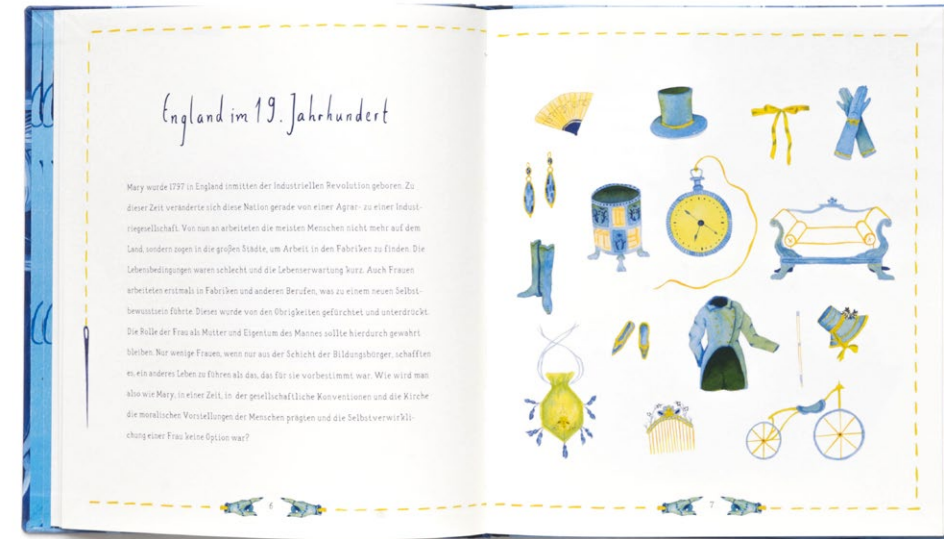 England im 19. Jahrhundert
Mary wurde 1797 in England inmitten der Industriellen Revolution geboren. Zu
dieser Zeit veränderte sich diese Nation gerade von einer Agrar- zu einer Indust-
riegesellschaft. Von nun an arbeiteten die meisten Menschen nicht mehr auf dem
Land, sondern zogen in die großen Städte, um Arbeit in den Fabriken zu finden. Die
Lebensbedingungen waren schlecht und die Lebenserwartung kurz. Auch Frauen
arbeiteten erstmals in Fabriken und anderen Berufen, was zu einem neuen Selbst-
bewusstsein führte. Dieses wurde von den Obrigkeiten gefürchtet und unterdrückt.
Die Rolle der Frau als Mutter und Eigentum des Mannes sollte hierdurch gewahrt
bleiben. Nur wenige Frauen, wenn nur aus der Schicht der Bildungsbürger, schafften
es, ein anderes Leben zu führen als das, das für sie vorbestimmt war. Wie wird man
also wie Mary, in einer Zeit, in der gesellschaftliche Konventionen und die Kirche
die moralischen Vorstellungen der Menschen prägten und die Selbstverwirkli-
chung einer Frau keine Option war?
6
7